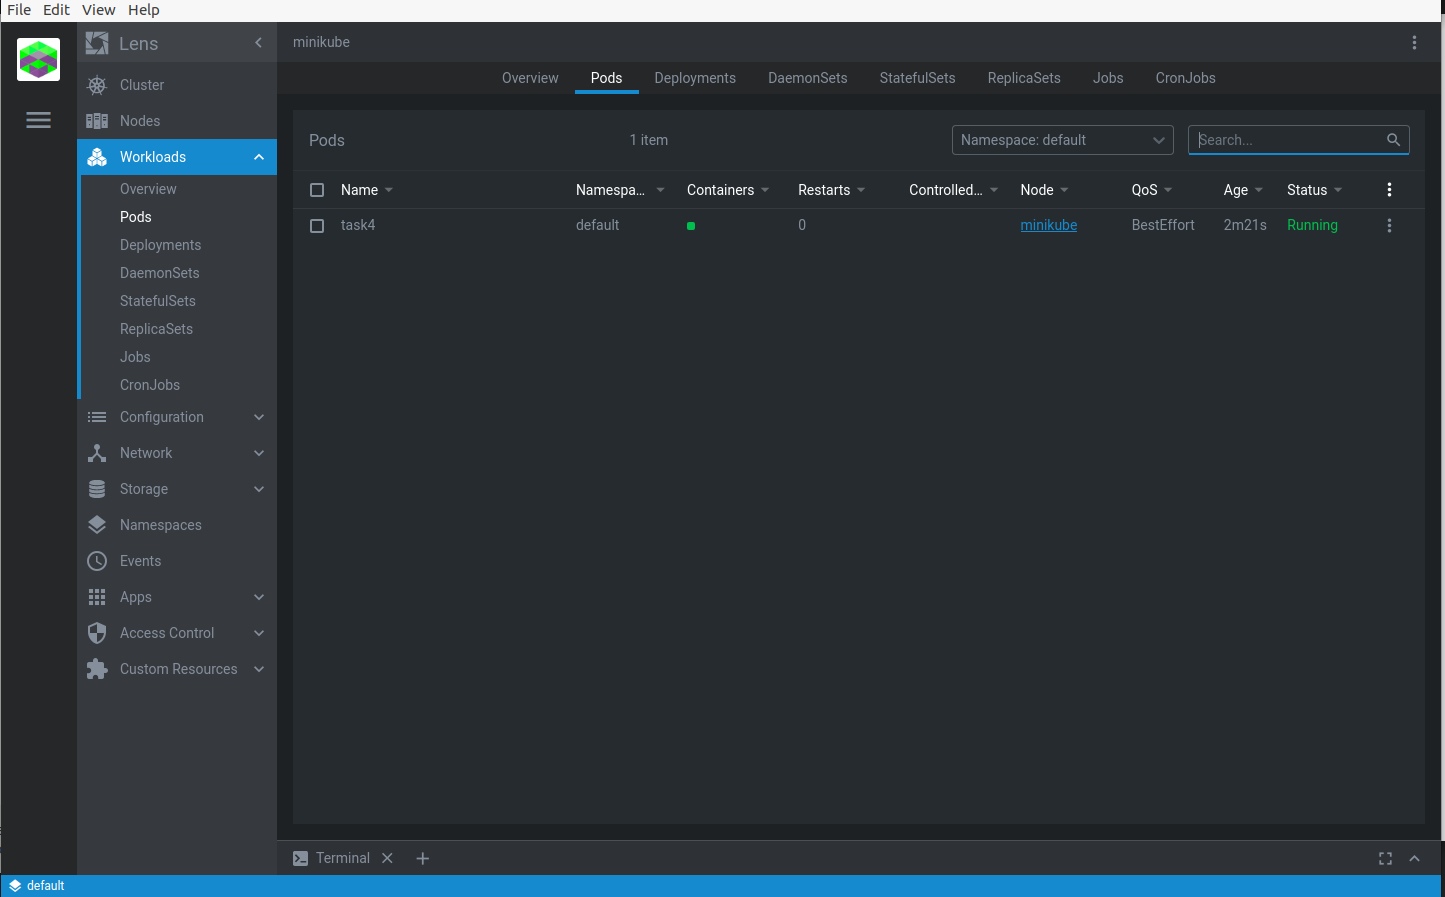 File Edit View Help
Lens
minikube
Cluster
Nodes
Workloads
Overview
Pods
Deployments
DaemonSets
StatefulSets
ReplicaSets
Jobs
CronJobs
Configuration
Network
Storage
Namespaces
Events
Apps
Access Control
Custom Resources
Overview Pods Deployments DaemonSets StatefulSets ReplicaSets Jobs CronJobs
Pods 1 item Namespace: default Search...
Name Namespa... Containers Restarts Controlled... Node QoS Age Status
task4 default 0 minikube BestEffort 2m21s Running
Terminal
default